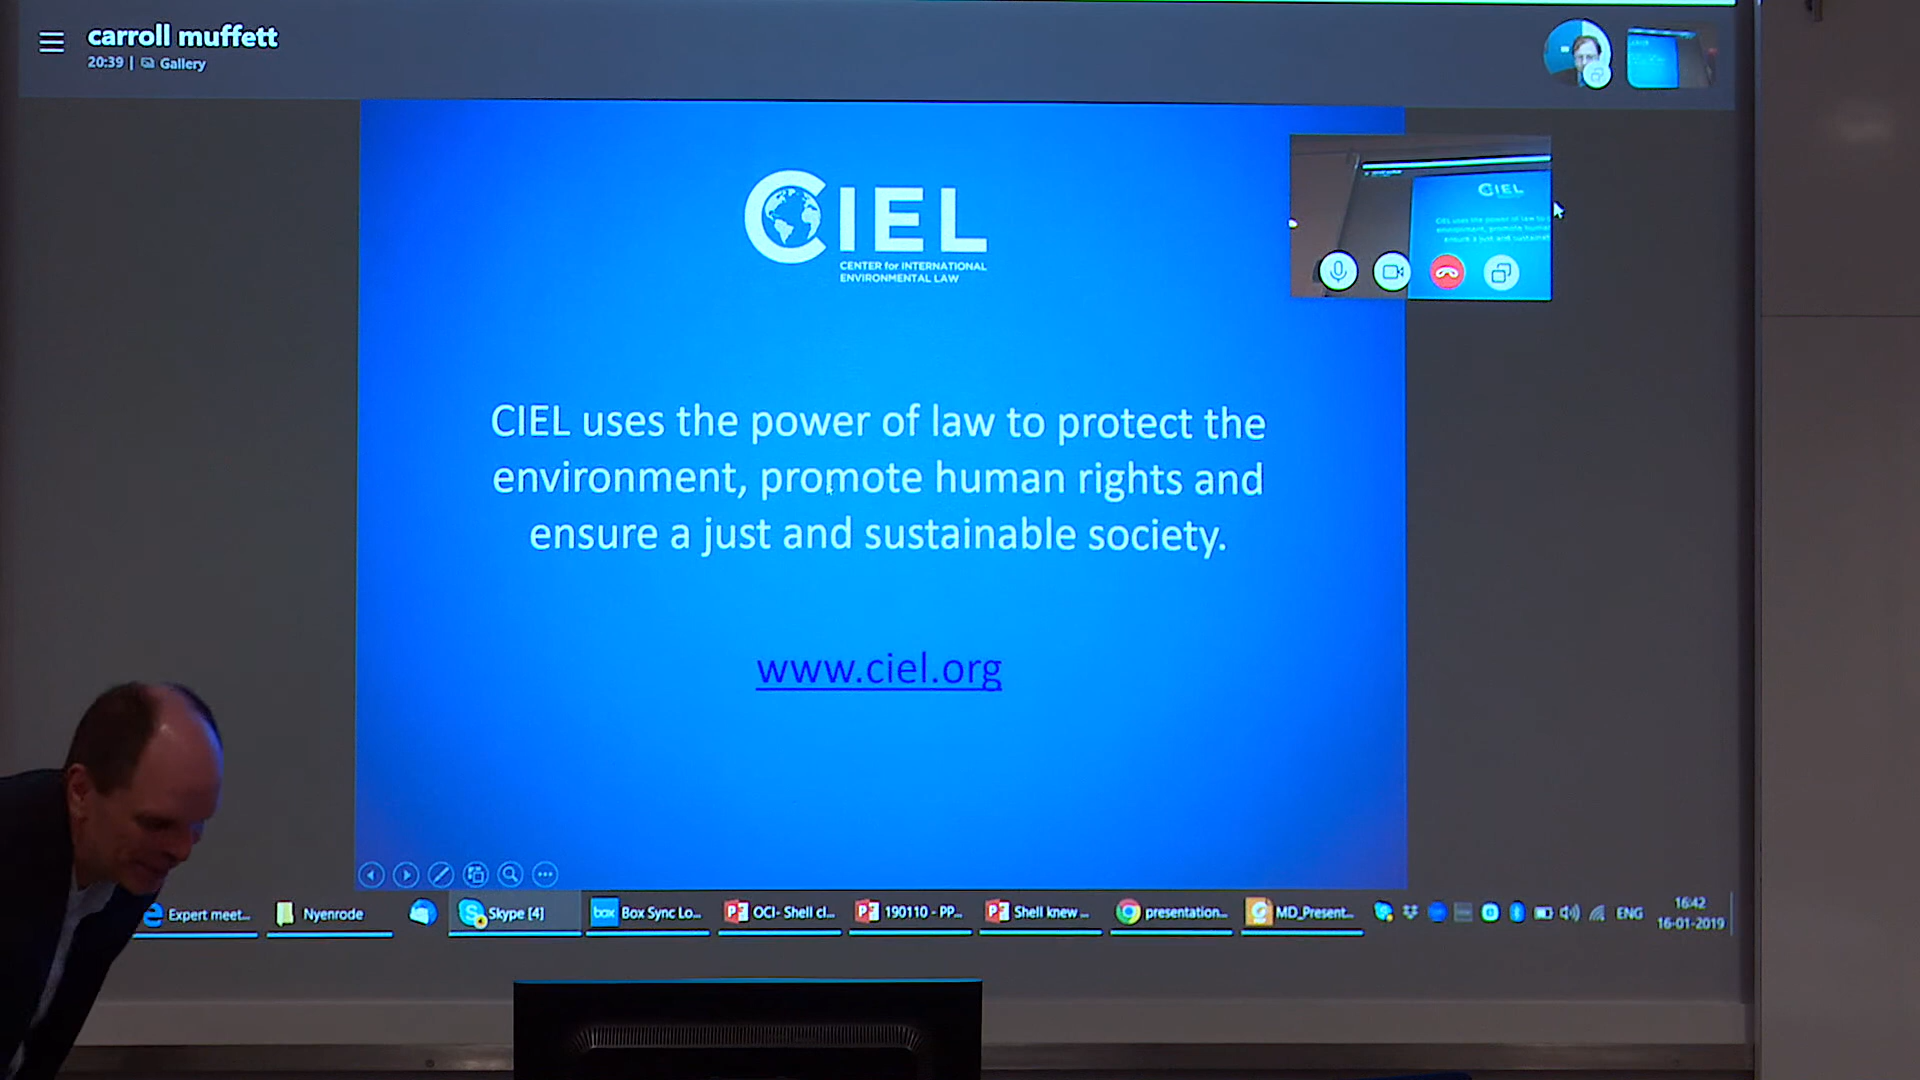 carroll muffett
20:39 | Gallery
CIEL
CENTER for INTERNATIONAL
ENVIRONMENTAL LAW
CIEL
CIEL uses the power of law to protect the
environment, promote human rights and
ensure a just and sustainable society.
www.ciel.org
Expert meet...
Nyenrode
Skype [4]
box
Box Sync Lo...
OCI- Shell cl...
190110 - PP...
Shell knew ...
presentation...
MD_Present...
ENG
16:42
16-01-2019